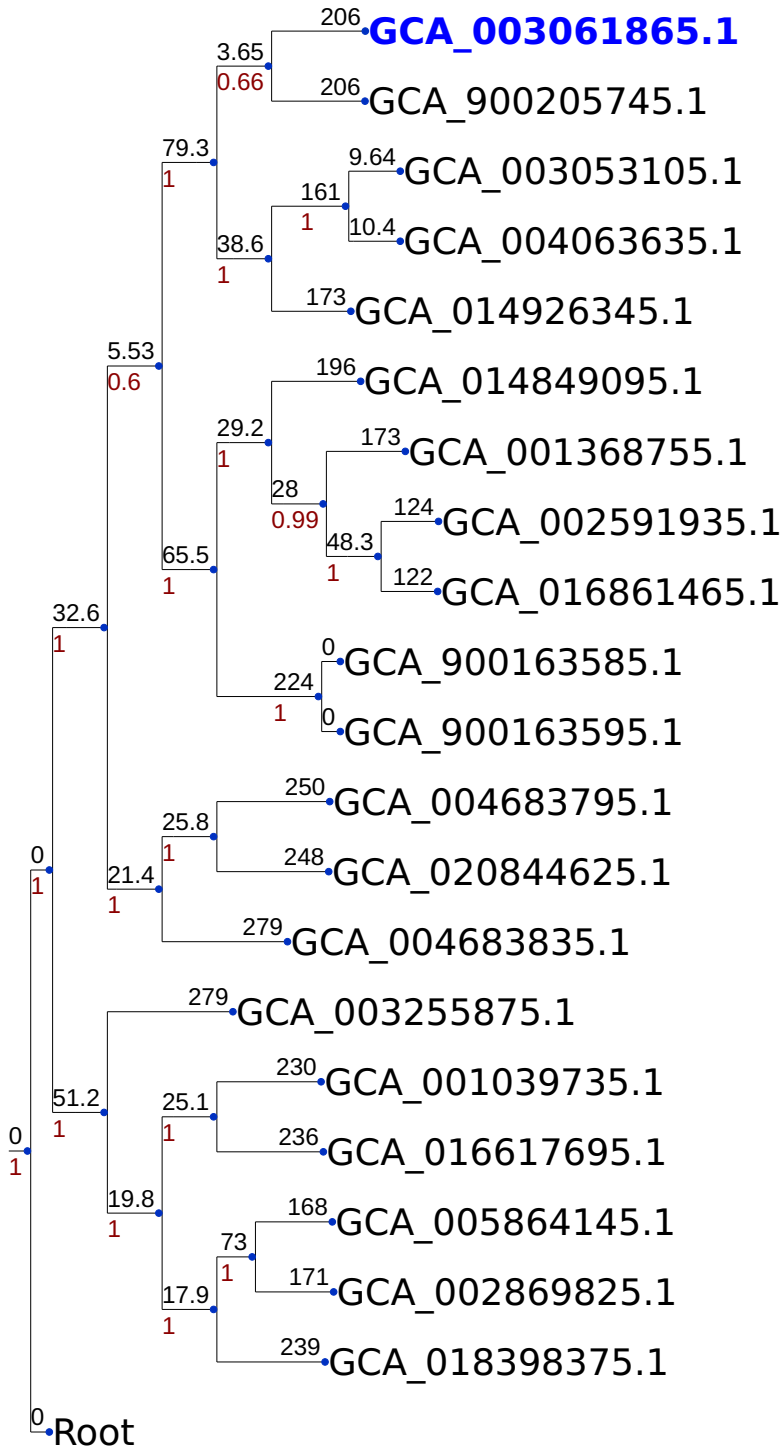 206 GCA_003061865.1
3.65
0.66
206 GCA_900205745.1
79.3
1
9.64 GCA_003053105.1
161
1
10.4 GCA_004063635.1
38.6
1
173 GCA_014926345.1
5.53
0.6
196 GCA_014849095.1
29.2
1
173 GCA_001368755.1
28
0.99
124 GCA_002591935.1
48.3
1
122 GCA_016861465.1
65.5
1
32.6
1
0 GCA_900163585.1
224
1
0 GCA_900163595.1
250 GCA_004683795.1
25.8
1
248 GCA_020844625.1
0
1
21.4
1
279 GCA_004683835.1
279 GCA_003255875.1
230 GCA_001039735.1
51.2
1
25.1
1
0
1
236 GCA_016617695.1
19.8
1
168 GCA_005864145.1
73
1
171 GCA_002869825.1
17.9
1
239 GCA_018398375.1
0 Root